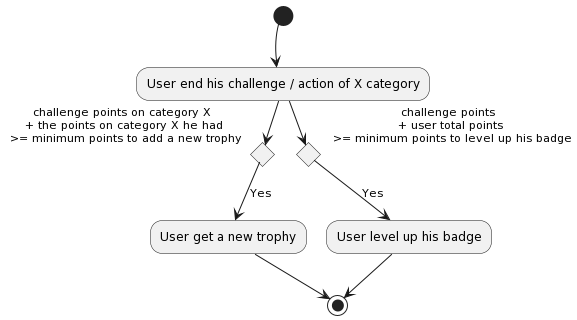 User end his challenge / action of X category
challenge points on category X
+ the points on category X he had
>= minimum points to add a new trophy
challenge points
+ user total points
>= minimum points to level up his badge
Yes
Yes
User get a new trophy
User level up his badge